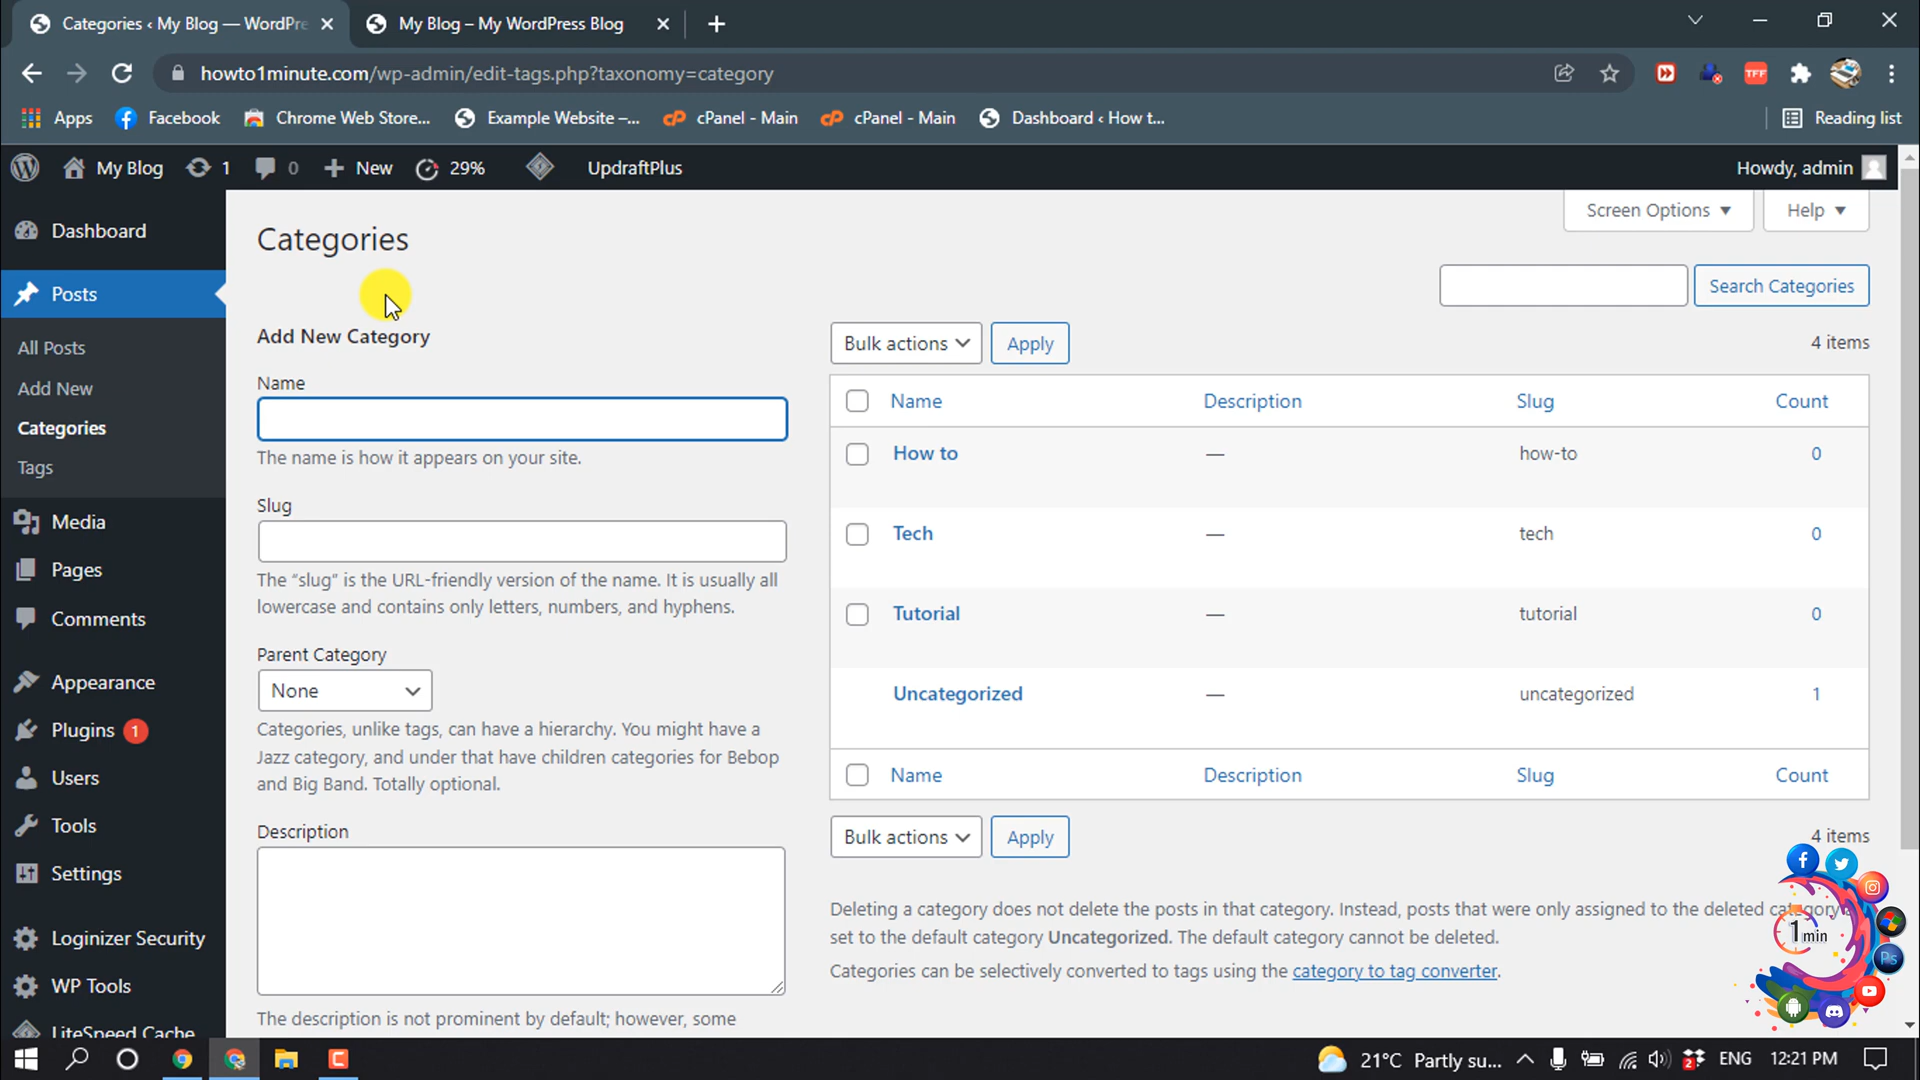 Categories ‹ My Blog — WordPre
My Blog – My WordPress Blog
howto1minute.com/wp-admin/edit-tags.php?taxonomy=category
TFF
Apps
Facebook
Chrome Web Store...
Example Website –...
cPanel - Main
cPanel - Main
Dashboard ‹ How t...
Reading list
My Blog
1
0
New
29%
UpdraftPlus
Howdy, admin
Dashboard
Posts
All Posts
Add New
Categories
Tags
Media
Pages
Comments
Appearance
Plugins 1
Users
Tools
Settings
Loginizer Security
WP Tools
LiteSpeed Cache
Screen Options
Help
Categories
Search Categories
Add New Category
Name
The name is how it appears on your site.
Slug
The “slug” is the URL-friendly version of the name. It is usually all
lowercase and contains only letters, numbers, and hyphens.
Parent Category
None
Categories, unlike tags, can have a hierarchy. You might have a
Jazz category, and under that have children categories for Bebop
and Big Band. Totally optional.
Description
The description is not prominent by default; however, some
Bulk actions
Apply
4 items
Name Description Slug Count
How to — how-to 0
Tech — tech 0
Tutorial — tutorial 0
Uncategorized — uncategorized 1
Name Description Slug Count
Bulk actions
Apply
4 items
Deleting a category does not delete the posts in that category. Instead, posts that were only assigned to the deleted category
set to the default category Uncategorized. The default category cannot be deleted.
Categories can be selectively converted to tags using the category to tag converter.
1min
Ps
21°C Partly su...
2
ENG
12:21 PM